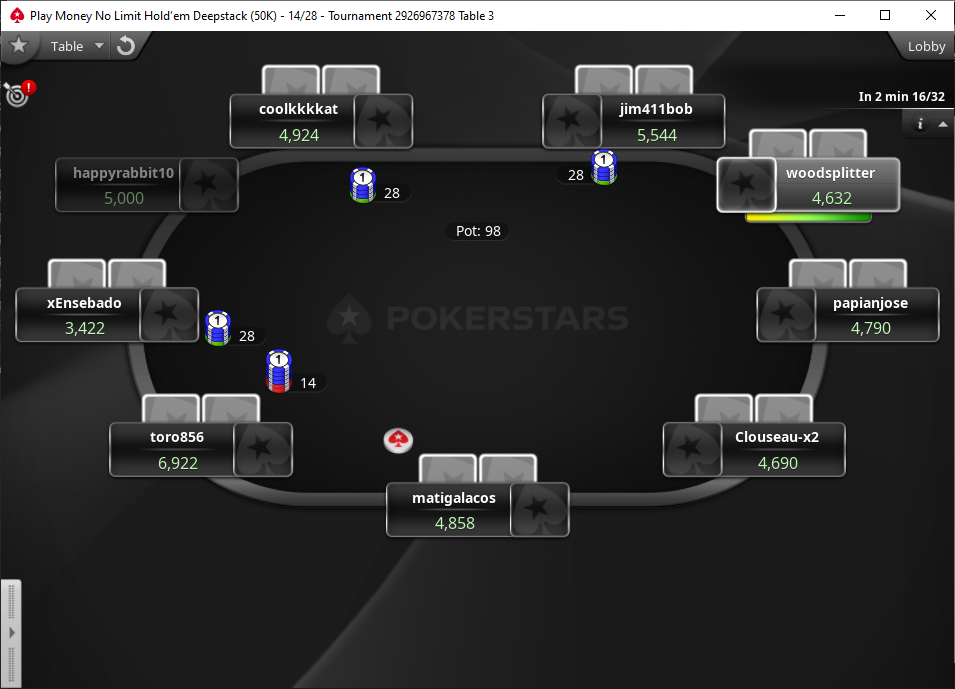 Play Money No Limit Hold'em Deepstack (50K) - 14/28 - Tournament 2926967378 Table 3
Table
Lobby
In 2 min 16/32
!
i
coolkkkkat
4,924
jim411bob
5,544
happyrabbit10
5,000
woodsplitter
4,632
1
28
28
1
Pot: 98
xEnsebado
3,422
papianjose
4,790
1
28
POKERSTARS
1
14
toro856
6,922
Clouseau-x2
4,690
matigalacos
4,858